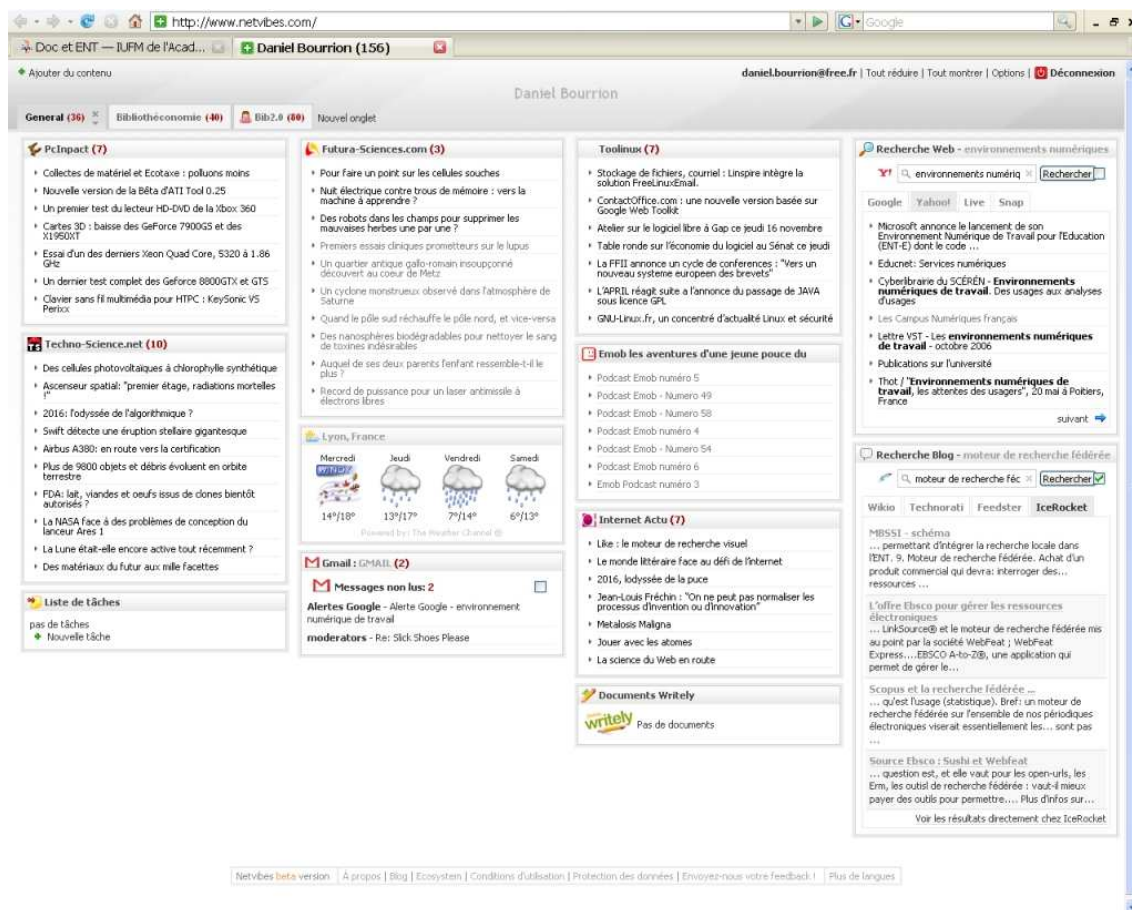 http://www.netvibes.com/
Google
Doc et ENT — IUFM de l'Acad...
Daniel Bourrion (156)
Ajouter du contenu
daniel.bourrion@free.fr | Tout réduire | Tout montrer | Options | Déconnexion
Daniel Bourrion
General (36)
Bibliothéconomie (40)
Bib2.0 (80)
Nouvel onglet
PcInpact (7)
Collectes de matériel et Ecotaxe : polluons moins
Nouvelle version de la Bêta d'ATI Tool 0.25
Un premier test du lecteur HD-DVD de la Xbox 360
Cartes 3D : baisse des GeForce 7900GS et des
X1950XT
Essai d'un des derniers Xeon Quad Core, 5320 à 1.86
GHz
Un dernier test complet des Geforce 8800GTX et GTS
Clavier sans fil multimédia pour HTPC : KeySonic VS
Perixx
Techno-Science.net (10)
Des cellules photovoltaïques à chlorophylle synthétique
Ascenseur spatial: "premier étage, radiations mortelles
!"
2016: l'odyssée de l'algorithmique ?
Swift détecte une éruption stellaire gigantesque
Airbus A380: en route vers la certification
Plus de 9800 objets et débris évoluent en orbite
terrestre
FDA: lait, viandes et oeufs issus de clones bientôt
autorisés ?
La NASA face à des problèmes de conception du
lanceur Ares 1
La Lune était-elle encore active tout récemment ?
Des matériaux du futur aux mille facettes
Liste de tâches
pas de tâches
Nouvelle tâche
Futura-Sciences.com (3)
Pour faire un point sur les cellules souches
Nuit électrique contre trous de mémoire : vers la
machine à apprendre ?
Des robots dans les champs pour supprimer les
mauvaises herbes une par une ?
Premiers essais cliniques prometteurs sur le lupus
Un quartier antique gallo-romain insoupçonné
découvert au coeur de Metz
Un cyclone monstrueux observé dans l'atmosphère de
Saturne
Quand le pôle sud réchauffe le pôle nord, et vice-versa
Des nanosphères biodégradables pour nettoyer le sang
de toxines indésirables
Auquel de ses deux parents l'enfant ressemble-t-il le
plus ?
Record de puissance pour un laser antimissile à
électrons libres
Lyon, France
Mercredi Jeudi Vendredi Samedi
WINDY
14°/18° 13°/17° 7°/14° 6°/13°
Powered by : The Weather Channel ®
Gmail : GMAIL (2)
Messages non lus: 2
Alertes Google - Alerte Google - environnement
numérique de travail
moderators - Re: Slick Shoes Please
Toolinux (7)
Stockage de fichiers, courriel : Linspire intègre la
solution FreeLinuxEmail.
ContactOffice.com : une nouvelle version basée sur
Google Web Toolkit
Atelier sur le logiciel libre à Gap ce jeudi 16 novembre
Table ronde sur l'économie du logiciel au Sénat ce jeudi
La FFII annonce un cycle de conferences : "Vers un
nouveau systeme europeen des brevets"
L'APRIL réagit suite a l'annonce du passage de JAVA
sous licence GPL
GNU-Linux.fr, un concentré d'actualité Linux et sécurité
Emob les aventures d'une jeune pouce du
Podcast Emob numéro 5
Podcast Emob - Numero 49
Podcast Emob - Numero 58
Podcast Emob numéro 4
Podcast Emob - Numero 54
Podcast Emob numéro 6
Emob Podcast numéro 3
Internet Actu (7)
Like : le moteur de recherche visuel
Le monde littéraire face au défi de l'internet
2016, lodyssée de la puce
Jean-Louis Fréchin : "On ne peut pas normaliser les
processus d'invention ou d'innovation"
Metalosis Maligna
Jouer avec les atomes
La science du Web en route
Documents Writely
writely Pas de documents
Recherche Web - environnements numériques
Y! environnements numériq Rechercher
Google Yahoo! Live Snap
Microsoft annonce le lancement de son
Environnement Numérique de Travail pour l'Education
(ENT-E) dont le code ...
Educnet: Services numériques
Cyberlibrairie du SCÉRÉN - Environnements
numériques de travail. Des usages aux analyses
d'usages
Les Campus Numériques français
Lettre VST - Les environnements numériques
de travail - octobre 2006
Publications sur l'université
Thot / "Environnements numériques de
travail, les attentes des usagers", 20 mai à Poitiers,
France
suivant
Recherche Blog - moteur de recherche fédérée
moteur de recherche féc Rechercher
Wikio Technorati Feedster IceRocket
MBSSI - schéma
... permettant d'intégrer la recherche locale dans
l'ENT. 9. Moteur de recherche fédérée. Achat d'un
produit commercial qui devra: interroger des...
ressources ...
L'offre Ebsco pour gérer les ressources
électroniques
... LinkSource® et le moteur de recherche fédérée mis
au point par la société WebFeat ; WebFeat
Express....EBSCO A-to-Z®, une application qui
permet de gérer le...
Scopus et la recherche fédérée ...
... qu'est l'usage (statistique). Bref: un moteur de
recherche fédérée sur l'ensemble de nos périodiques
électroniques viserait essentiellement les... sont pas
...
Source Ebsco : Sushi et Webfeat
... question est, et elle vaut pour les open-urls, les
Erm, les outisl de recherche fédérée : vaut-il mieux
payer des outils pour permettre.... Plus d'infos sur...
Voir les résultats directement chez IceRocket
Netvibes beta version A propos | Blog | Ecosystem | Conditions d'utilisation | Protection des données | Envoyez-nous votre feedback ! Plus de langues